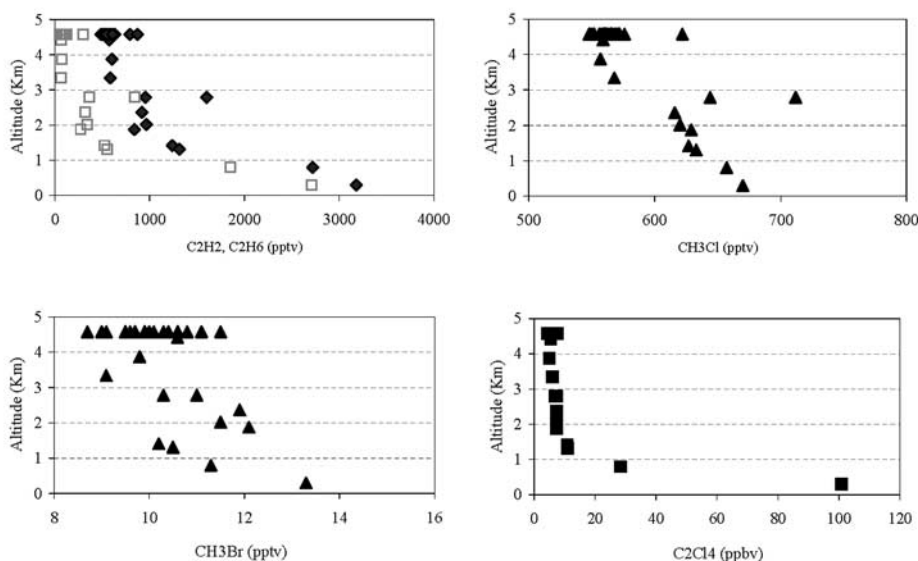 5
4
3
2
1
0
Altitude (Km)
0 1000 2000 3000 4000
C2H2, C2H6 (pptv)
5
4
3
2
1
0
Altitude (Km)
500 600 700 800
CH3Cl (pptv)
5
4
3
2
1
0
Altitude (Km)
8 10 12 14 16
CH3Br (pptv)
5
4
3
2
1
0
Altitude (Km)
0 20 40 60 80 100 120
C2Cl4 (ppbv)